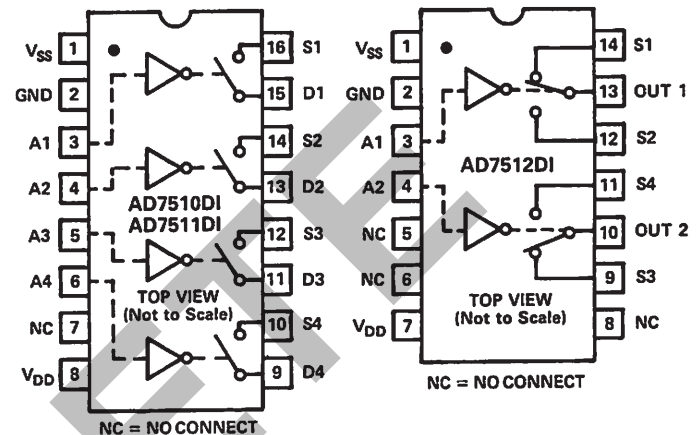 VSS 1
GND 2
A1 3
A2 4
A3 5
A4 6
NC 7
VDD 8
AD7510DI
AD7511DI
TOP VIEW
(Not to Scale)
16 S1
15 D1
14 S2
13 D2
12 S3
11 D3
10 S4
9 D4
NC = NO CONNECT
VSS 1
GND 2
A1 3
A2 4
NC 5
NC 6
VDD 7
AD7512DI
TOP VIEW
(Not to Scale)
14 S1
13 OUT 1
12 S2
11 S4
10 OUT 2
9 S3
8 NC
NC = NO CONNECT